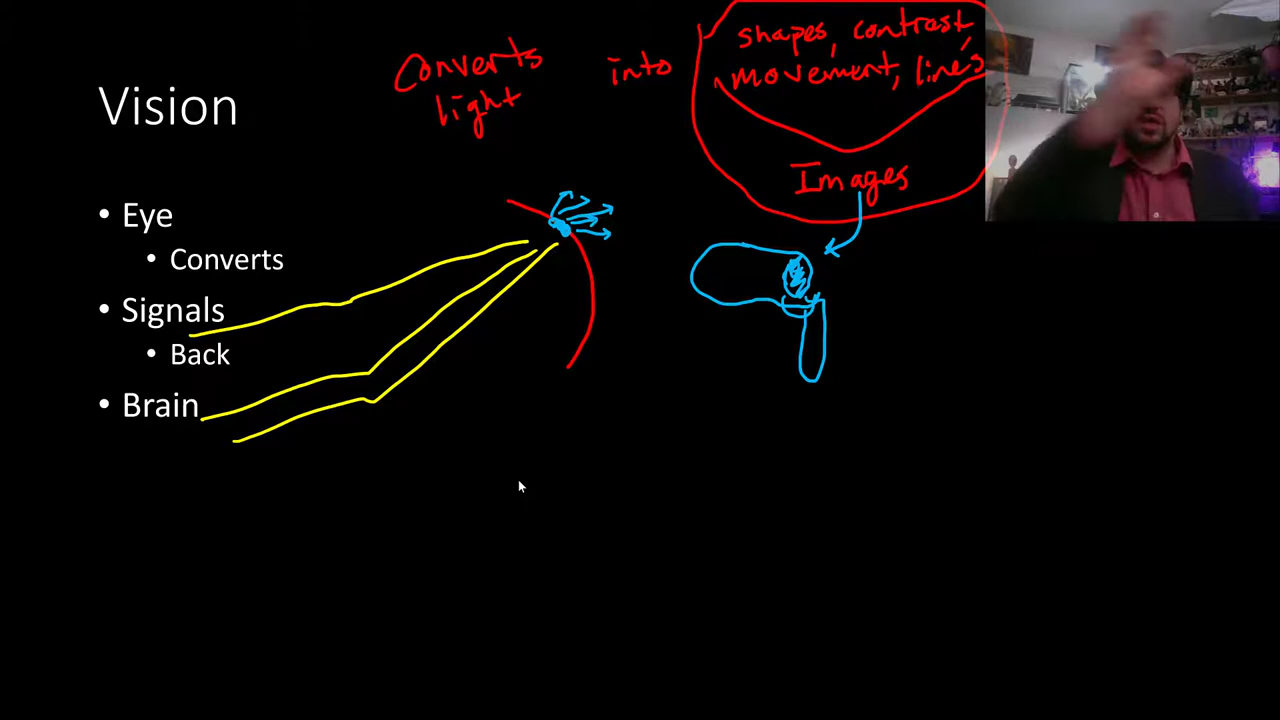 Vision
• Eye
• Converts
• Signals
• Back
• Brain
Converts
light
into
shapes, contrast,
movement, lines
Images